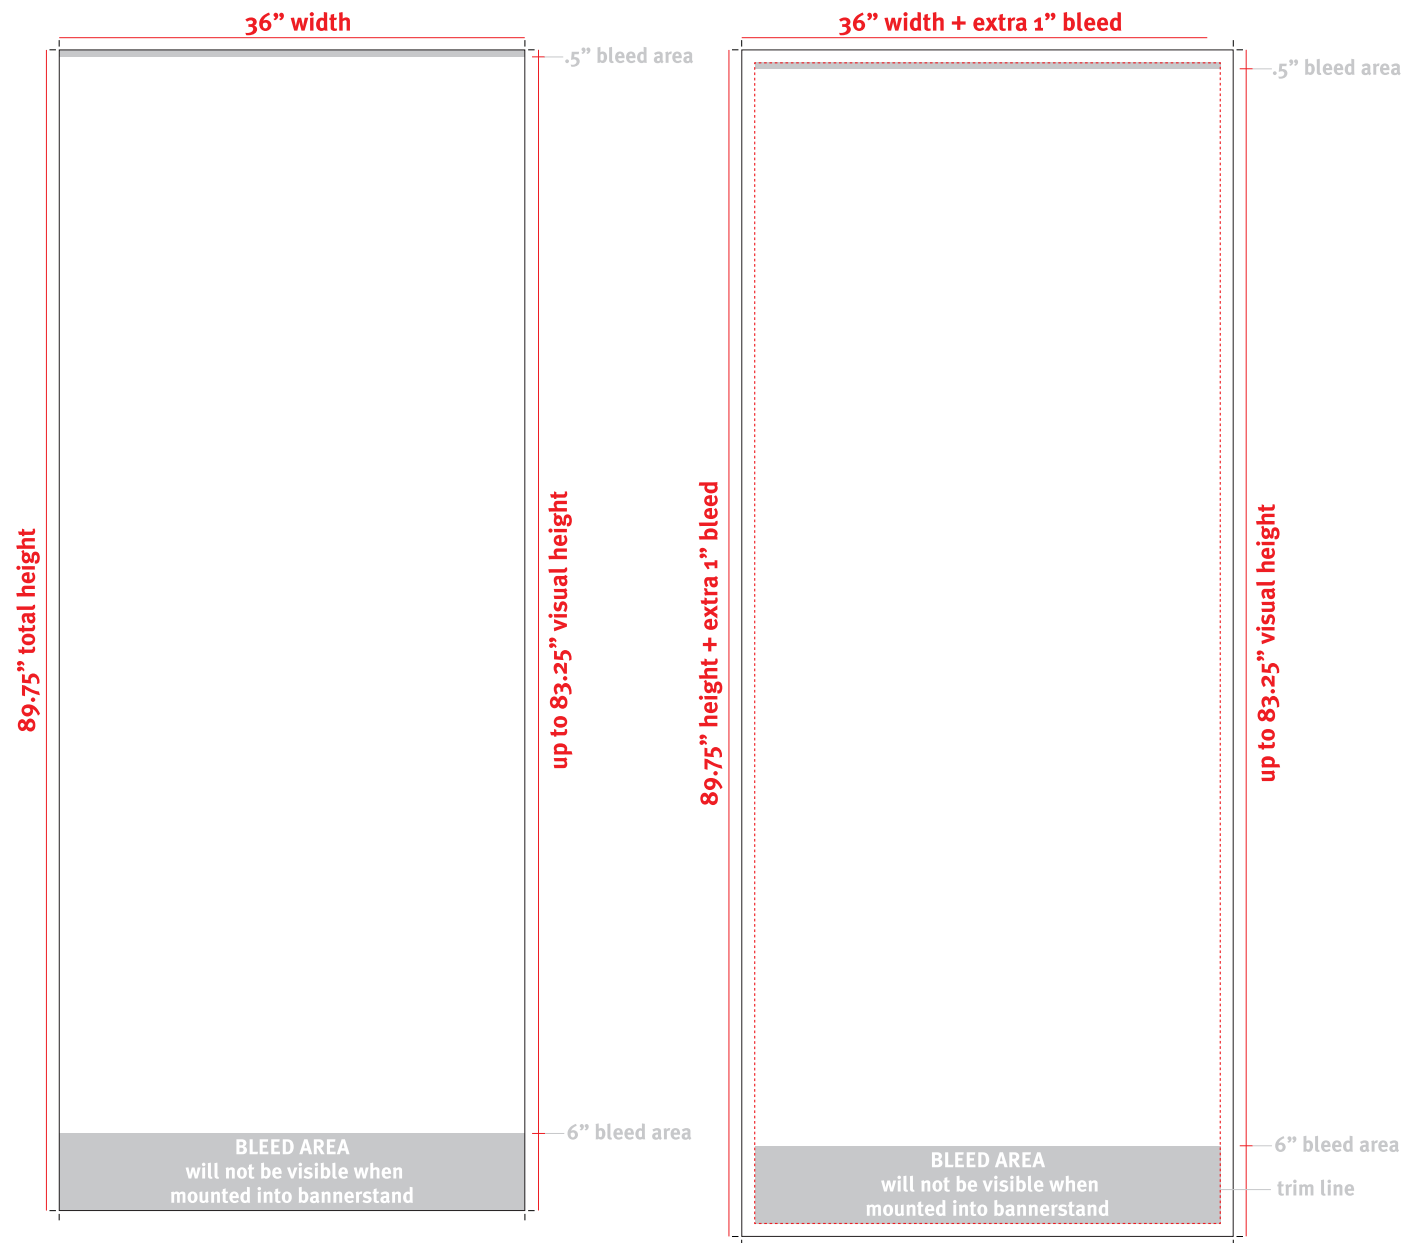 36” width
.5” bleed area
89.75” total height
up to 83.25” visual height
6” bleed area
BLEED AREA
will not be visible when
mounted into bannerstand
36” width + extra 1” bleed
.5” bleed area
89.75” height + extra 1” bleed
up to 83.25” visual height
6” bleed area
BLEED AREA
will not be visible when
mounted into bannerstand
trim line